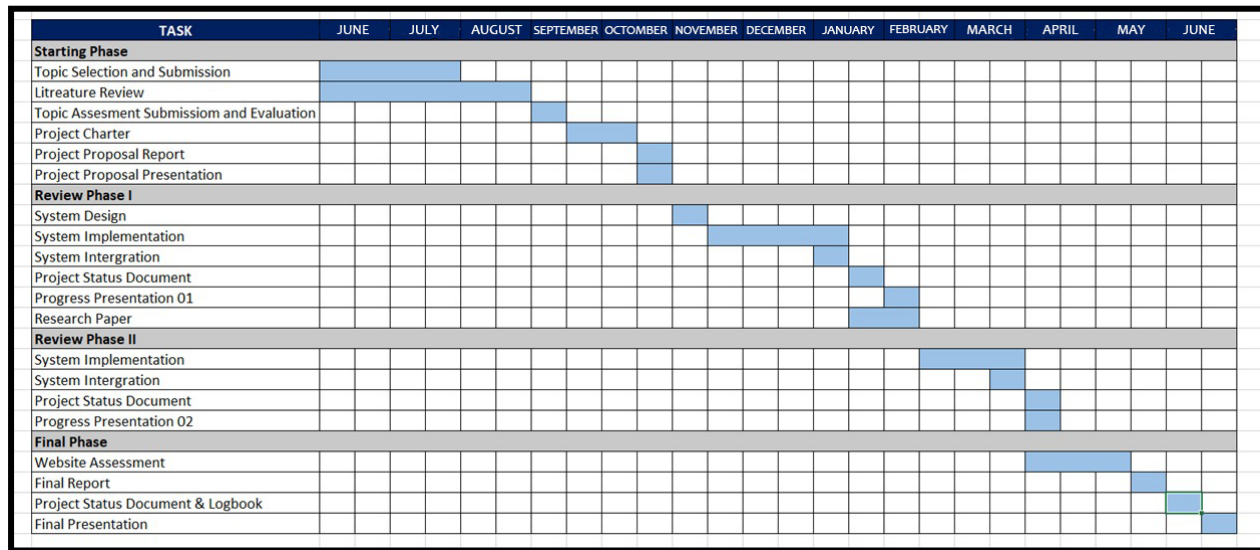 TASK JUNE JULY AUGUST SEPTEMBER OCTOMBER NOVEMBER DECEMBER JANUARY FEBRUARY MARCH APRIL MAY JUNE
Starting Phase
Topic Selection and Submission
Litreature Review
Topic Assesment Submissiom and Evaluation
Project Charter
Project Proposal Report
Project Proposal Presentation
Review Phase I
System Design
System Implementation
System Intergration
Project Status Document
Progress Presentation 01
Research Paper
Review Phase II
System Implementation
System Intergration
Project Status Document
Progress Presentation 02
Final Phase
Website Assessment
Final Report
Project Status Document & Logbook
Final Presentation